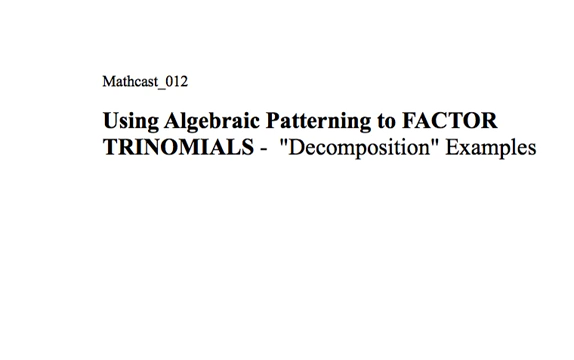 Mathcast_012
Using Algebraic Patterning to FACTOR
TRINOMIALS - "Decomposition" Examples